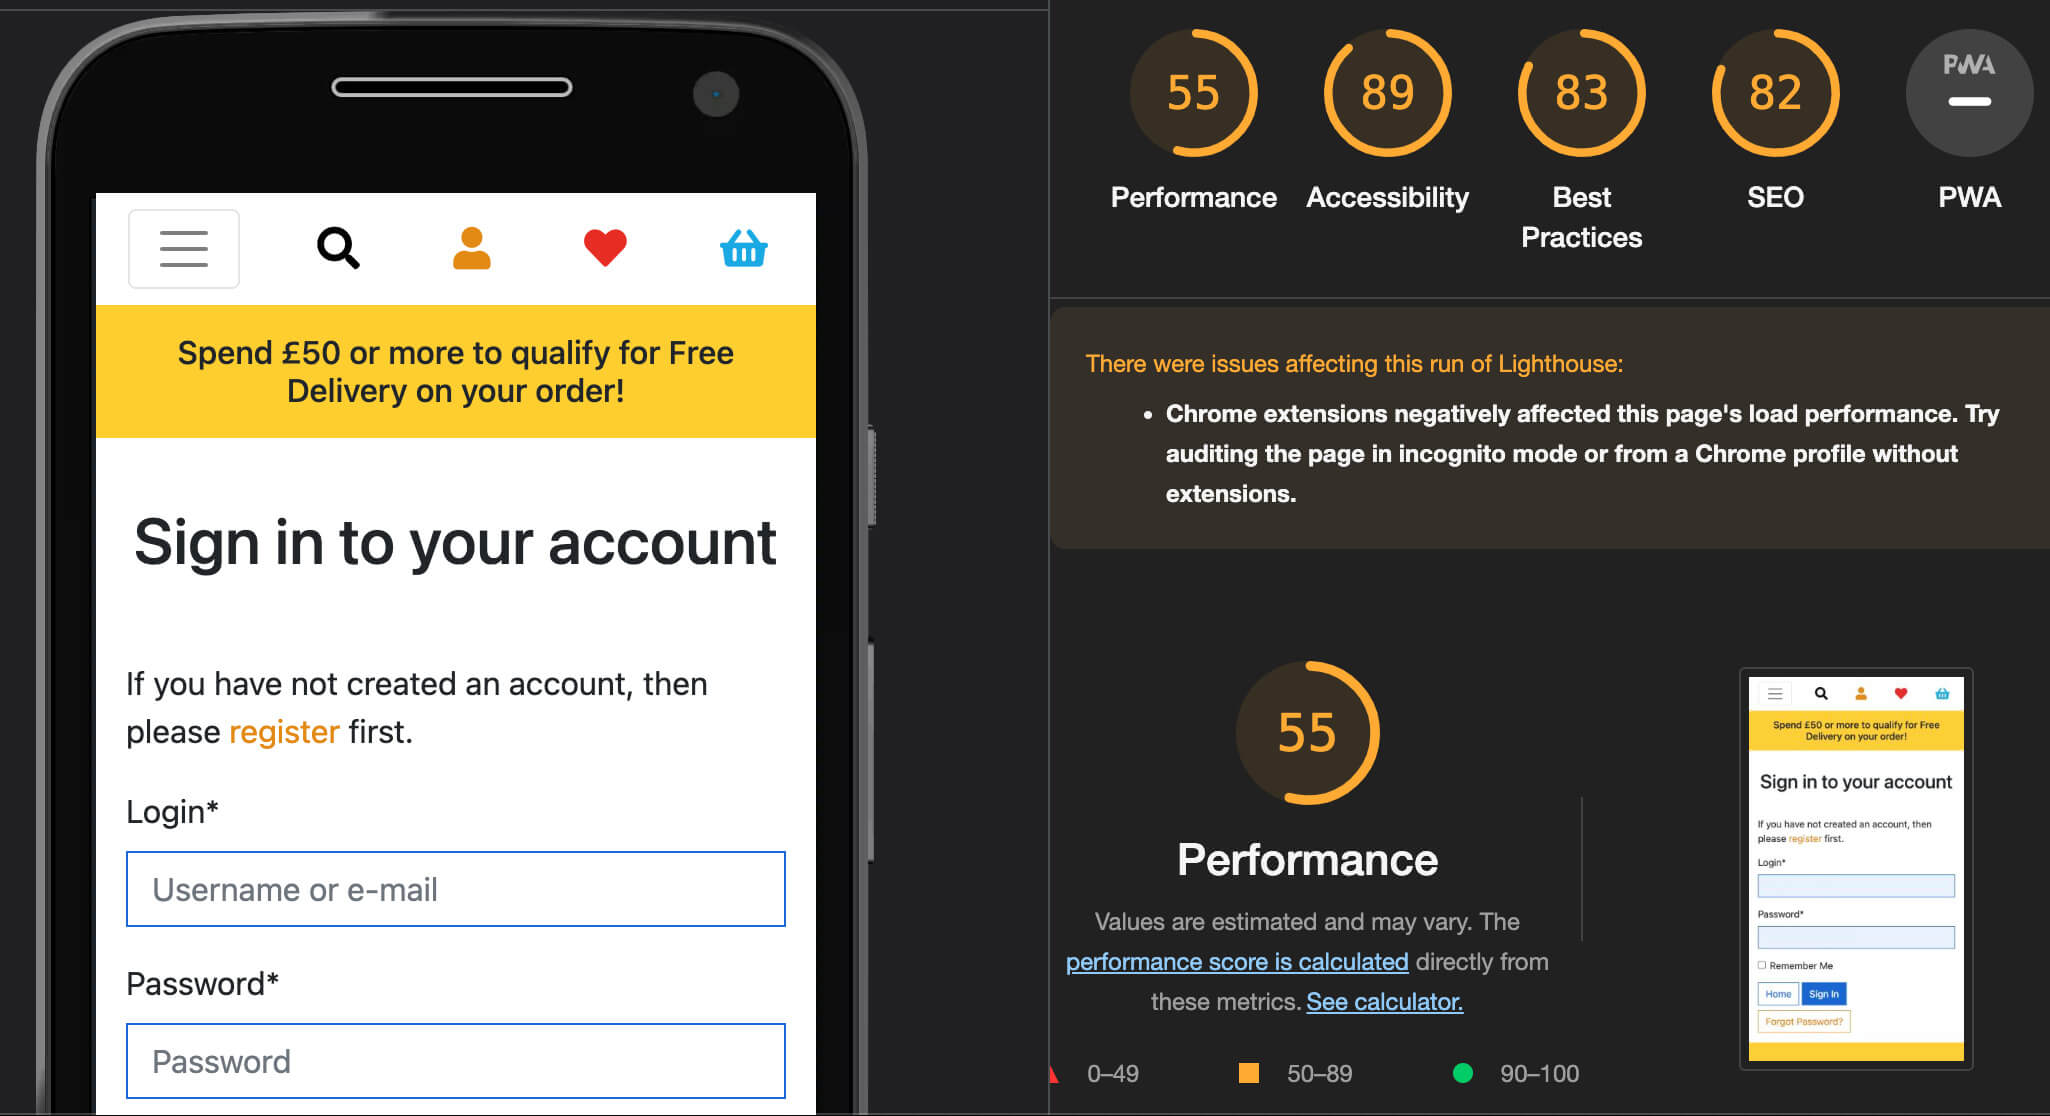 Spend £50 or more to qualify for Free
Delivery on your order!
Sign in to your account
If you have not created an account, then
please register first.
Login*
Username or e-mail
Password*
Password
55
89
83
82
PWA
Performance
Accessibility
Best
Practices
SEO
PWA
There were issues affecting this run of Lighthouse:
• Chrome extensions negatively affected this page's load performance. Try
auditing the page in incognito mode or from a Chrome profile without
extensions.
55
Performance
Values are estimated and may vary. The
performance score is calculated directly from
these metrics. See calculator.
0–49
50–89
90–100
Spend £50 or more to qualify for Free
Delivery on your order!
Sign in to your account
If you have not created an account, then
please register first.
Login*
Password*
Remember Me
Home
Sign In
Forgot Password?